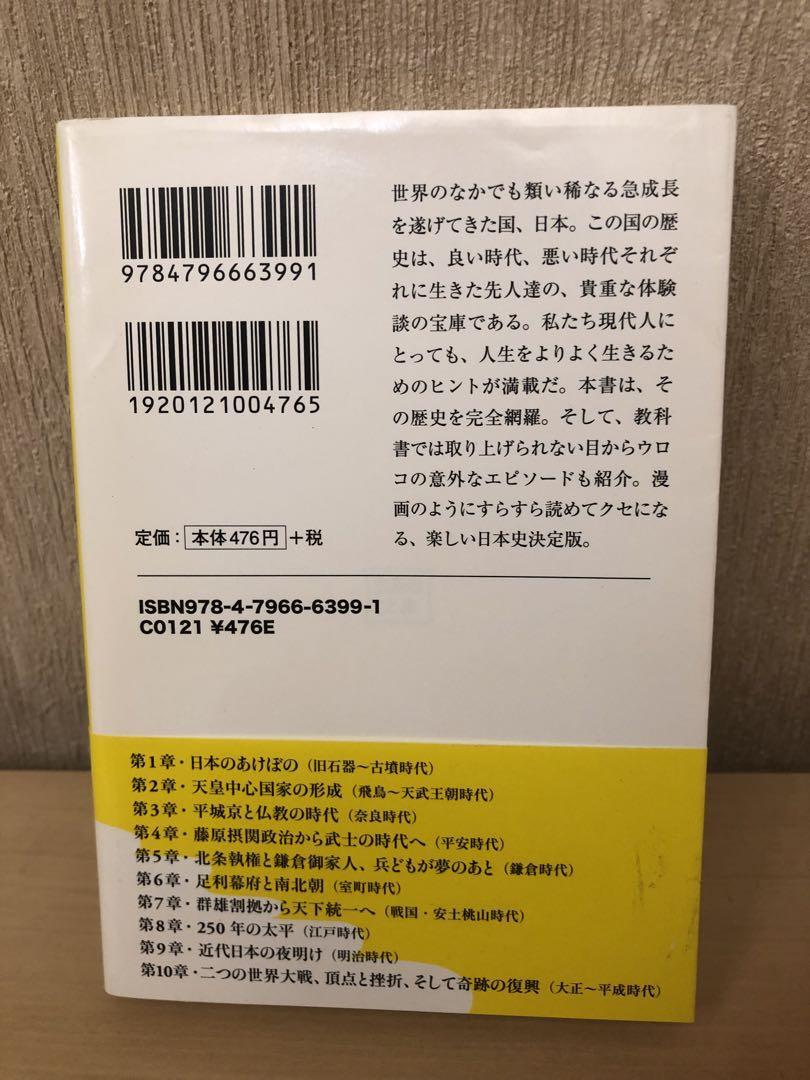 9784796663991
1920121004765
世界のなかでも類い稀なる急成長
を遂げてきた国、日本。この国の歴
史は、良い時代、悪い時代それぞ
れに生きた先人達の、貴重な体験
談の宝庫である。私たち現代人に
とっても、人生をよりよく生きるた
めのヒントが満載だ。本書は、そ
の歴史を完全網羅。そして、教科
書では取り上げられない目からウロ
コの意外なエピソードも紹介。漫
画のようにすらすら読めてクセにな
る、楽しい日本史決定版。
定価：本体476円+税
ISBN978-4-7966-6399-1
C0121 ¥476E
第1章・日本のあけぼの（旧石器〜古墳時代）
第2章・天皇中心国家の形成（飛鳥〜天武王朝時代）
第3章・平城京と仏教の時代（奈良時代）
第4章・藤原摂関政治から武士の時代へ（平安時代）
第5章・北条執権と鎌倉御家人、兵どもが夢のあと（鎌倉時代）
第6章・足利幕府と南北朝（室町時代）
第7章・群雄割拠から天下統一へ（戦国・安土桃山時代）
第8章・250年の太平（江戸時代）
第9章・近代日本の夜明け（明治時代）
第10章・二つの世界大戦、頂点と挫折、そして奇跡の復興（大正〜平成時代）